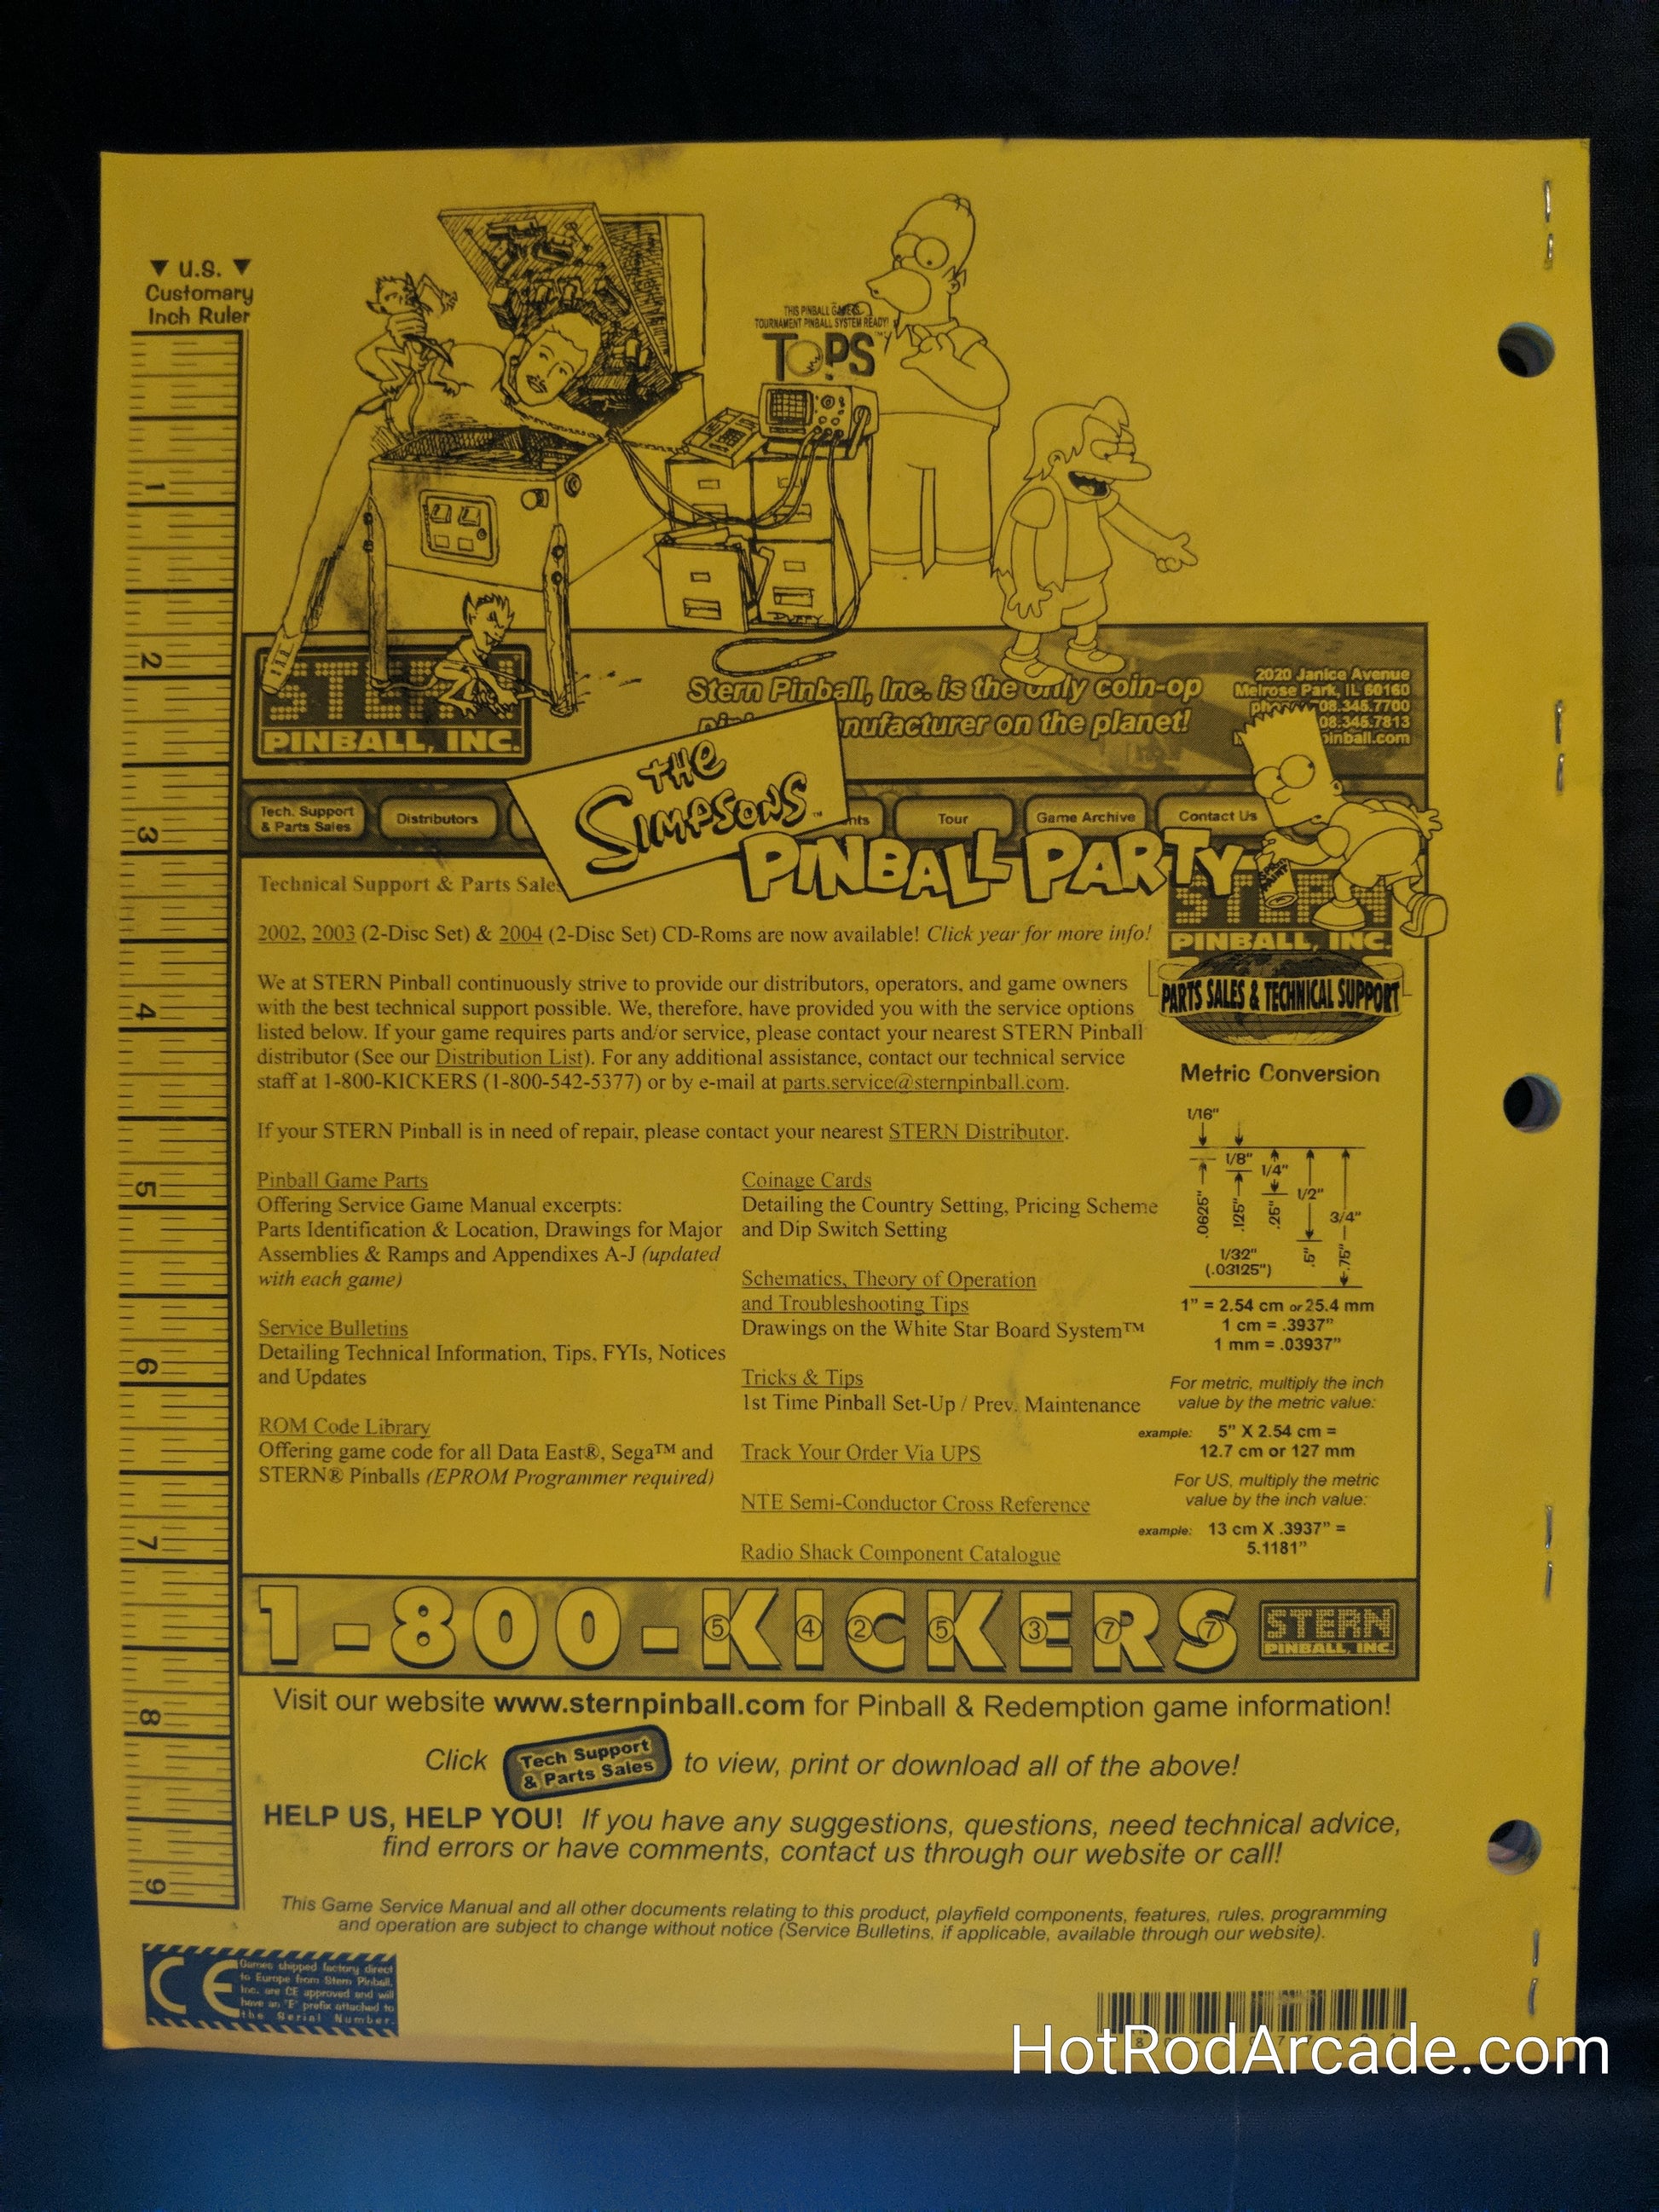 ▼ U.S. ▼
Customary
Inch Ruler
1
2
3
4
5
6
7
8
9
THIS PINBALL GAME IS
TOURNAMENT PINBALL SYSTEM READY!
TOPS
DUFFY
STERN
PINBALL, INC.
Stern Pinball, Inc. is the only coin-op
manufacturer on the planet!
2020 Janice Avenue
Melrose Park, IL 60160
08.345.7700
08.345.7813
pinball.com
Tech. Support
& Parts Sales
Distributors
nts
Tour
Game Archive
Contact Us
THE
SIMPSONS™
PINBALL PARTY
SPRAY
PAINT
STERN
PINBALL, INC.
PARTS SALES & TECHNICAL SUPPORT
Technical Support & Parts Sales
2002, 2003 (2-Disc Set) & 2004 (2-Disc Set) CD-Roms are now available! Click year for more info!
We at STERN Pinball continuously strive to provide our distributors, operators, and game owners
with the best technical support possible. We, therefore, have provided you with the service options
listed below. If your game requires parts and/or service, please contact your nearest STERN Pinball
distributor (See our Distribution List). For any additional assistance, contact our technical service
staff at 1-800-KICKERS (1-800-542-5377) or by e-mail at parts.service@sternpinball.com.
If your STERN Pinball is in need of repair, please contact your nearest STERN Distributor.
Pinball Game Parts
Offering Service Game Manual excerpts:
Parts Identification & Location, Drawings for Major
Assemblies & Ramps and Appendixes A-J (updated
with each game)
Service Bulletins
Detailing Technical Information, Tips, FYIs, Notices
and Updates
ROM Code Library
Offering game code for all Data East®, Sega™ and
STERN® Pinballs (EPROM Programmer required)
Coinage Cards
Detailing the Country Setting, Pricing Scheme
and Dip Switch Setting
Schematics, Theory of Operation
and Troubleshooting Tips
Drawings on the White Star Board System™
Tricks & Tips
1st Time Pinball Set-Up / Prev. Maintenance
Track Your Order Via UPS
NTE Semi-Conductor Cross Reference
Radio Shack Component Catalogue
Metric Conversion
1/16"
1/8"
1/4"
1/2"
3/4"
.0625"
.125"
.25"
.5"
.75"
1/32"
(.03125")
1" = 2.54 cm or 25.4 mm
1 cm = .3937"
1 mm = .03937"
For metric, multiply the inch
value by the metric value:
example: 5" X 2.54 cm =
12.7 cm or 127 mm
For US, multiply the metric
value by the inch value:
example: 13 cm X .3937" =
5.1181"
1-800-KICKERS
5 4 2 5 3 7 7
STERN
PINBALL, INC.
Visit our website www.sternpinball.com for Pinball & Redemption game information!
Click Tech Support & Parts Sales to view, print or download all of the above!
HELP US, HELP YOU! If you have any suggestions, questions, need technical advice,
find errors or have comments, contact us through our website or call!
This Game Service Manual and all other documents relating to this product, playfield components, features, rules, programming
and operation are subject to change without notice (Service Bulletins, if applicable, available through our website).
CE
Games shipped factory direct
to Europe from Stern Pinball,
Inc. are CE approved and will
have an "E" prefix attached to
the Serial Number.
HotRodArcade.com